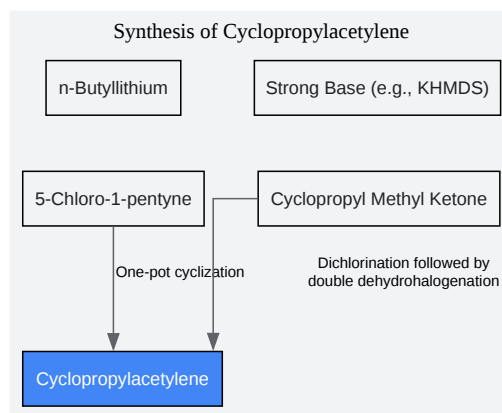 Synthesis of Cyclopropylacetylene
n-Butyllithium
Strong Base (e.g., KHMDS)
5-Chloro-1-pentyne
Cyclopropyl Methyl Ketone
One-pot cyclization
Dichlorination followed by
double dehydrohalogenation
Cyclopropylacetylene